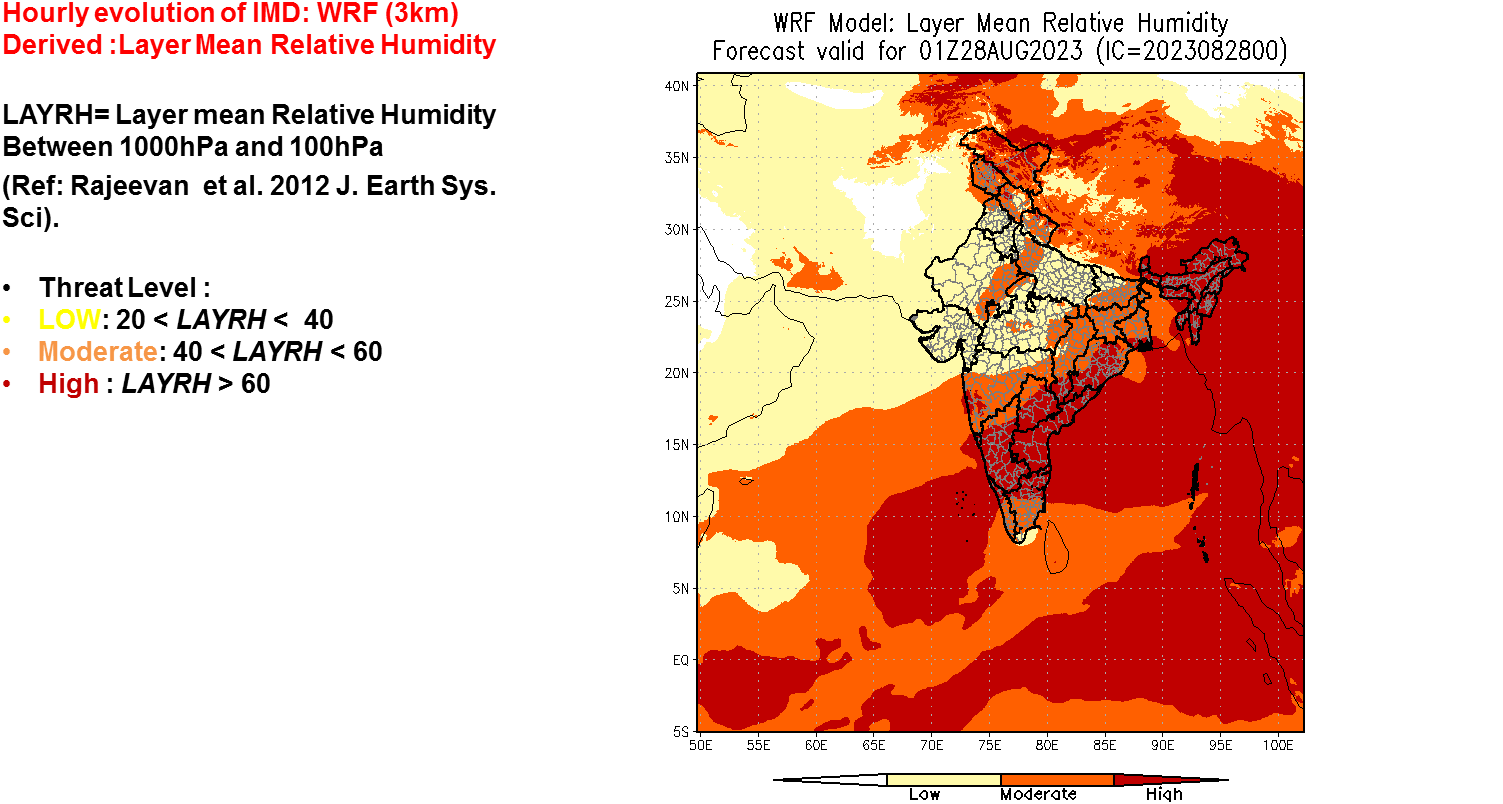 Hourly evolution of IMD: WRF (3km)
Derived :Layer Mean Relative Humidity
LAYRH= Layer mean Relative Humidity
Between 1000hPa and 100hPa
(Ref: Rajeevan et al. 2012 J. Earth Sys.
Sci).
• Threat Level :
• LOW: 20 < LAYRH < 40
• Moderate: 40 < LAYRH < 60
• High : LAYRH > 60
WRF Model: Layer Mean Relative Humidity
Forecast valid for 01Z28AUG2023 (IC=2023082800)
40N
35N
30N
25N
20N
15N
10N
5N
EQ
5S
50E 55E 60E 65E 70E 75E 80E 85E 90E 95E 100E
Low Moderate High